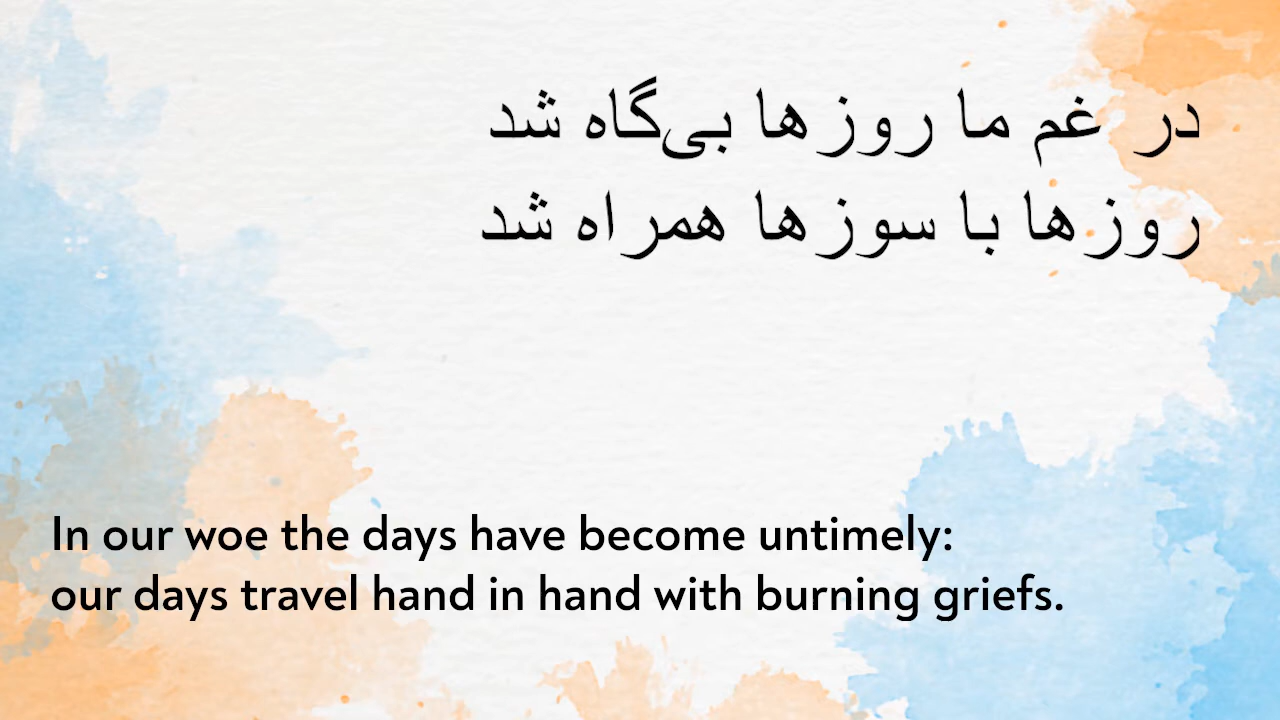 در غم ما روزها بی‌گاه شد
روزها با سوزها همراه شد
In our woe the days have become untimely:
our days travel hand in hand with burning griefs.